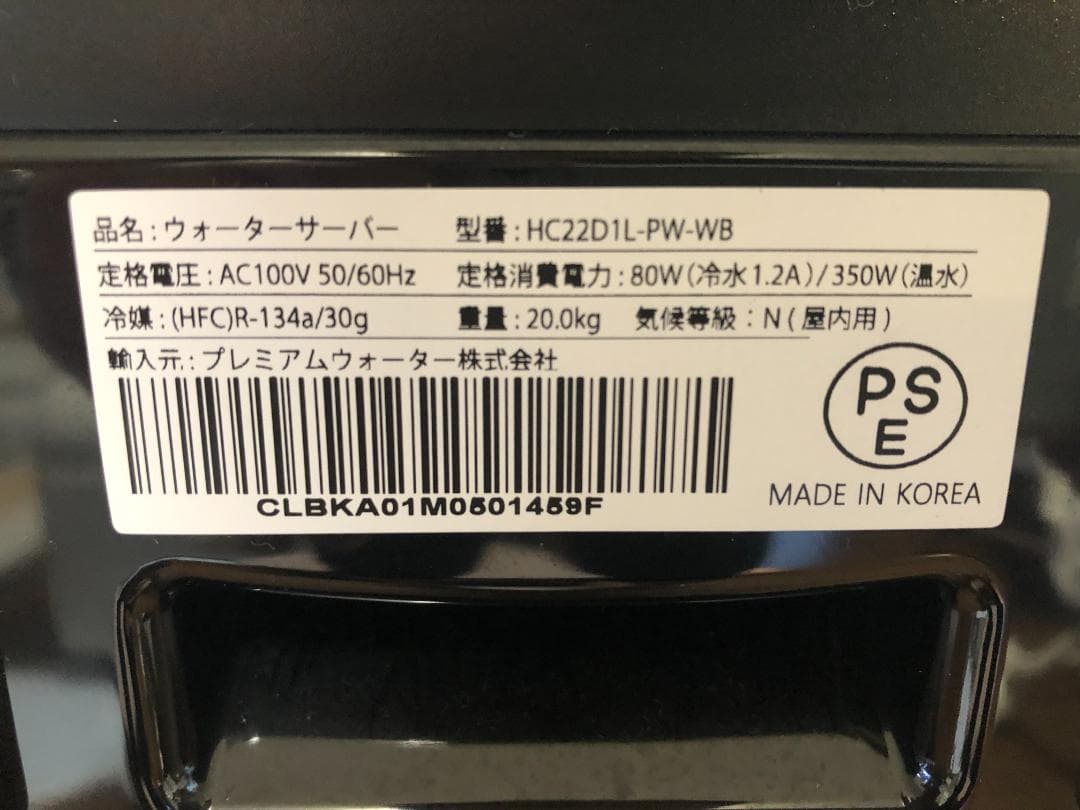 品名:ウォーターサーバー 型番:HC22D1L-PW-WB
定格電圧:AC100V 50/60Hz 定格消費電力:80W(冷水1.2A)/350W(温水)
冷媒:(HFC)R-134a/30g 重量:20.0kg 気候等級:N(屋内用)
輸入元:プレミアムウォーター株式会社
PS
E
CLBKA01M0501459F
MADE IN KOREA